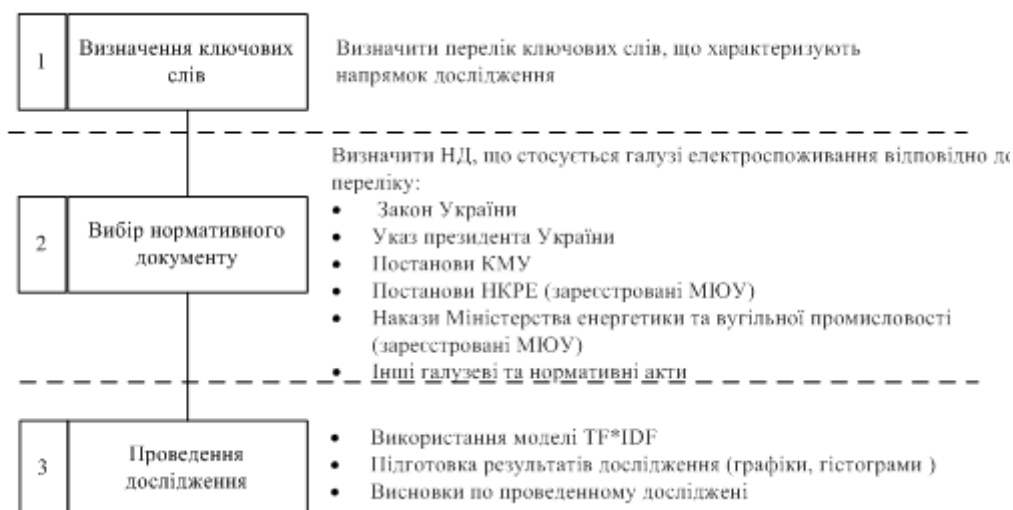 1
Визначення ключових
слів
Визначити перелік ключових слів, що характеризують
напрямок дослідження
Визначити НД, що стосується галузі електроспоживання відповідно до
переліку:
2
Вибір нормативного
документу
• Закон України
• Указ президента України
• Постанови КМУ
• Постанови НКРЕ (зареєстровані МІОУ)
• Накази Міністерства енергетики та вугільної промисловості
(зареєстровані МІОУ)
• Інші галузеві та нормативні акти
3
Проведення
дослідження
• Використання моделі TF*IDF
• Підготовка результатів дослідження (графіки, гістограми )
• Висновки по проведенному досліджені